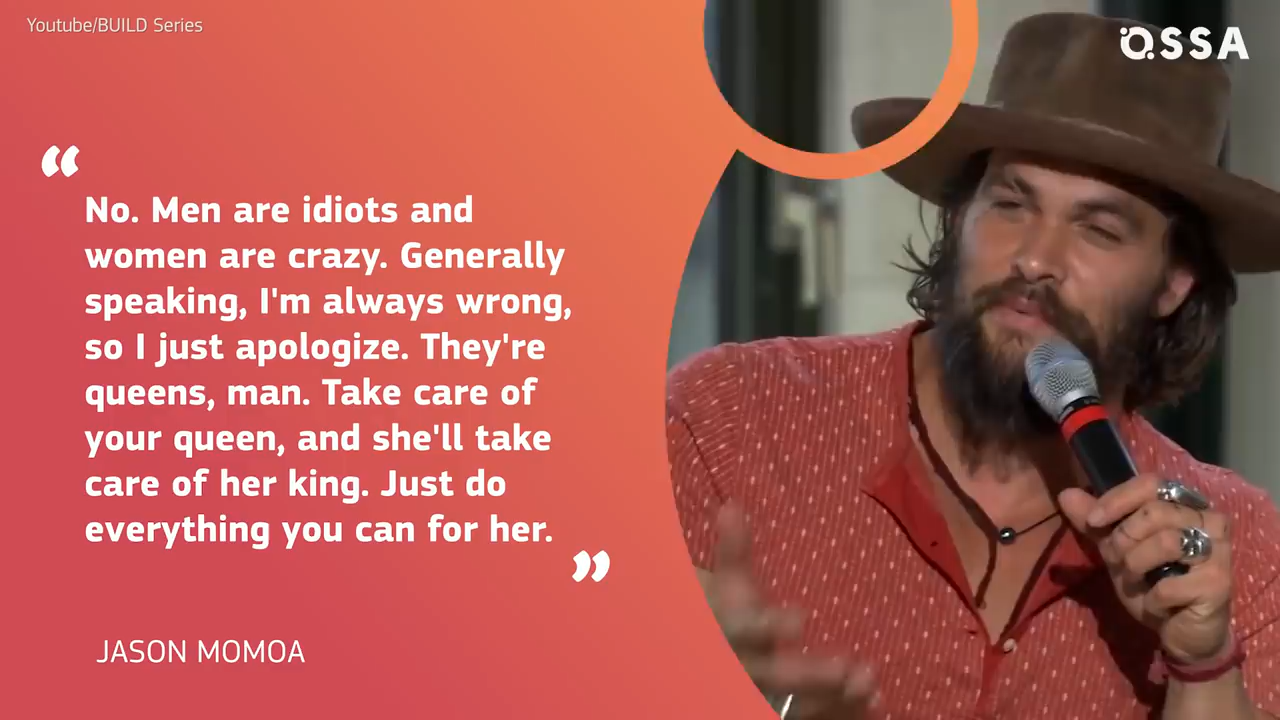 Youtube/BUILD Series
OSSA
“
No. Men are idiots and
women are crazy. Generally
speaking, I'm always wrong,
so I just apologize. They're
queens, man. Take care of
your queen, and she'll take
care of her king. Just do
everything you can for her.
”
JASON MOMOA